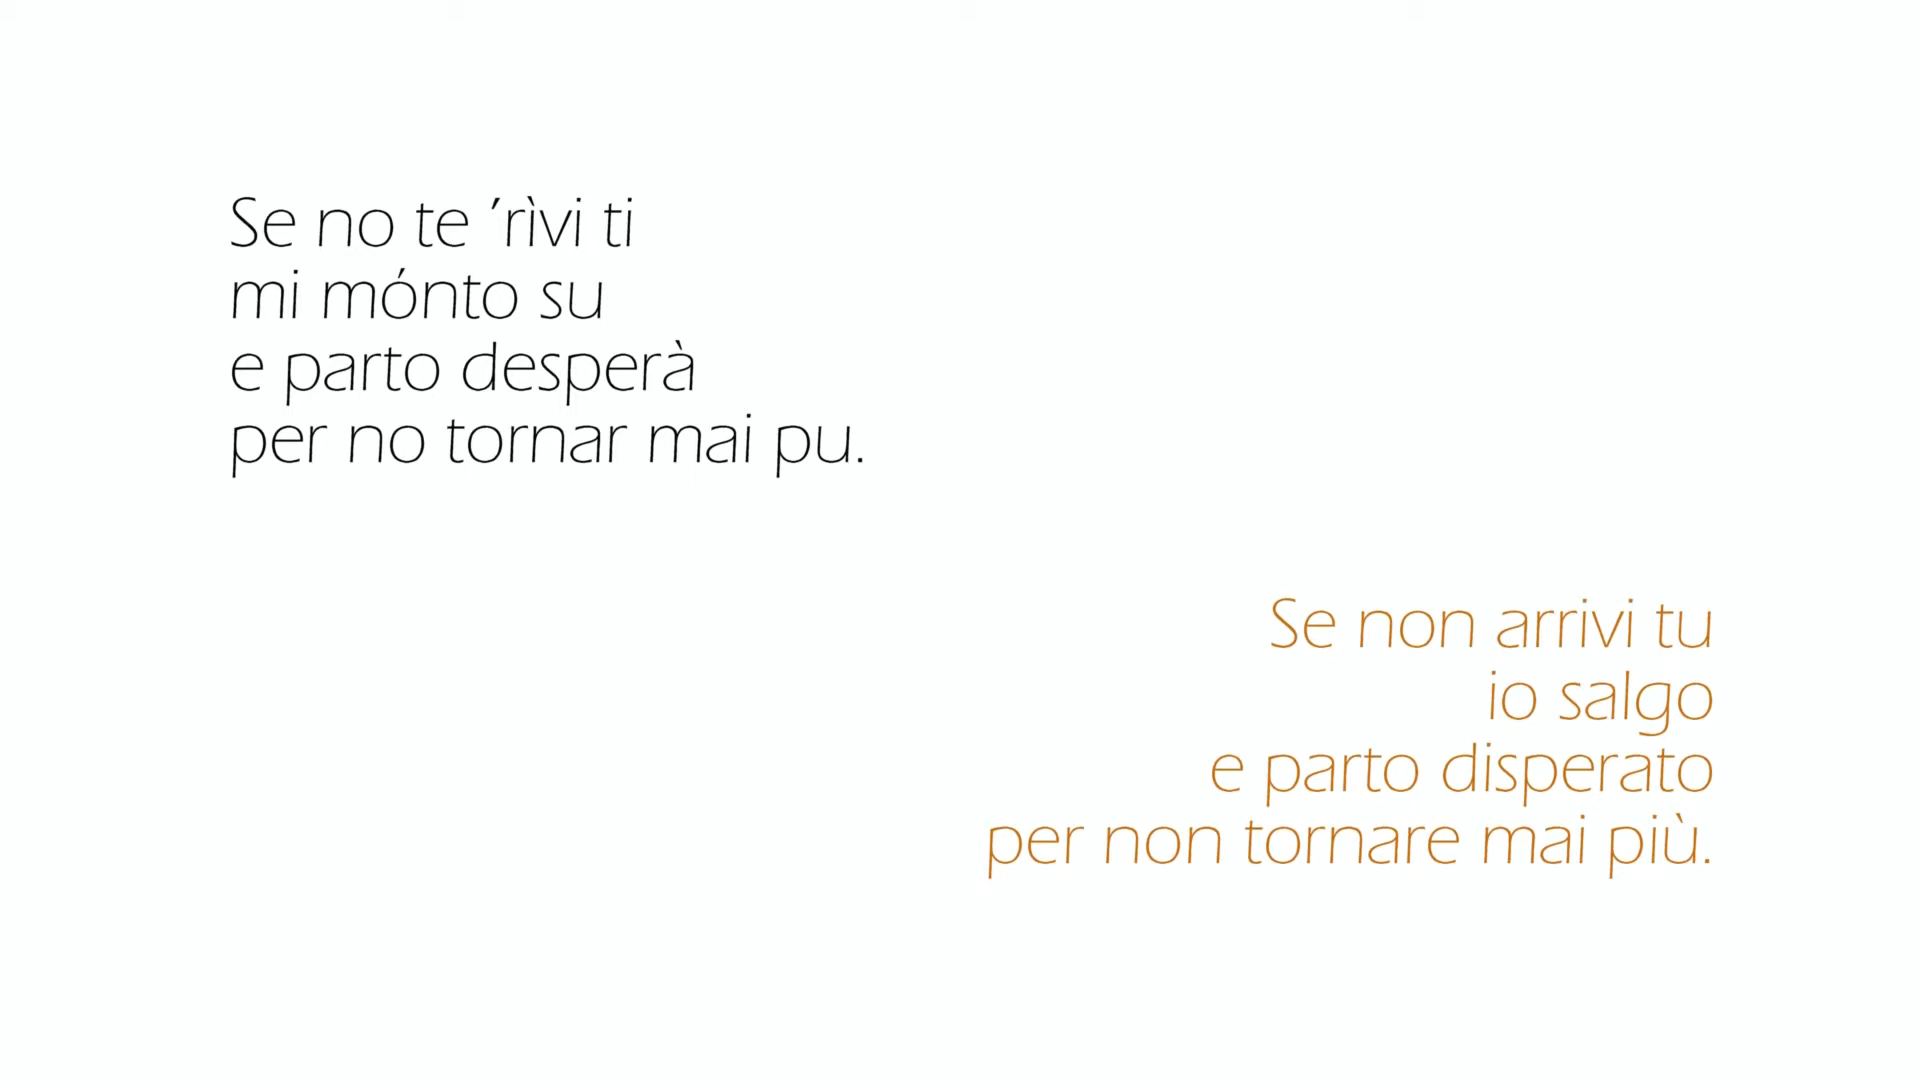 Se no te ’rìvi ti
mi mónto su
e parto desperà
per no tornar mai pu.
Se non arrivi tu
io salgo
e parto disperato
per non tornare mai più.